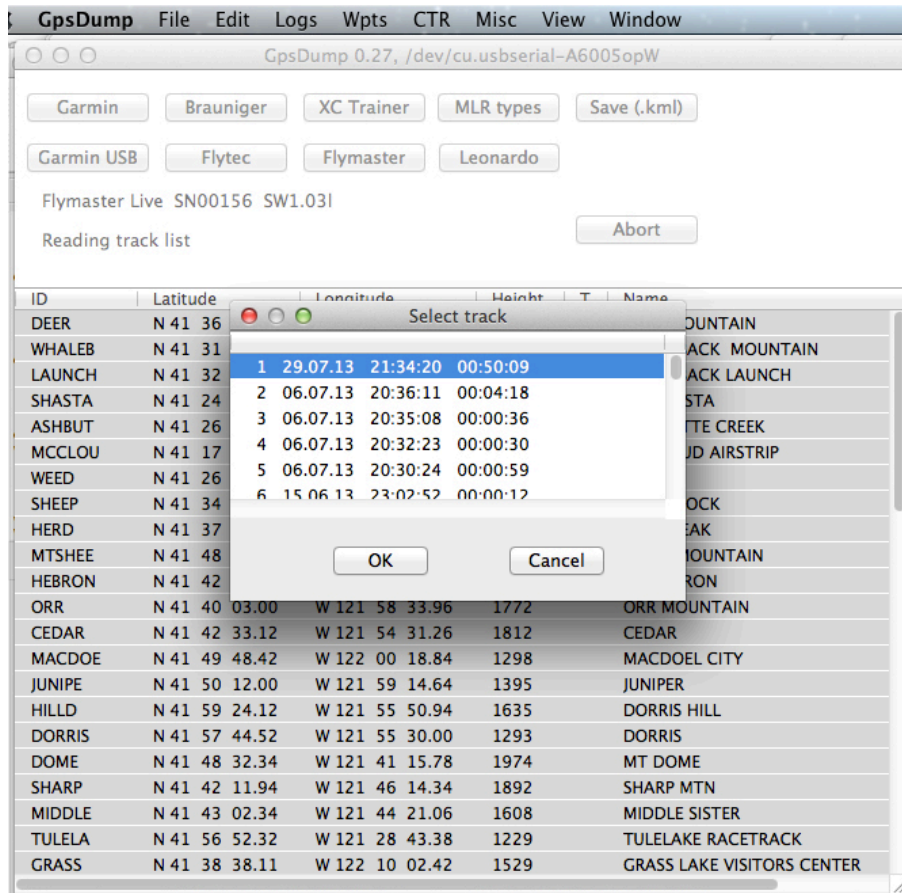 GpsDump File Edit Logs Wpts CTR Misc View Window
GpsDump 0.27, /dev/cu.usbserial-A6005opW
Garmin Brauniger XC Trainer MLR types Save (.kml)
Garmin USB Flytec Flymaster Leonardo
Flymaster Live SN00156 SW1.03l
Abort
Reading track list
ID Latitude Longitude Height T Name
Select track
DEER N 41 36 OUNTAIN
WHALEB N 41 31 ACK MOUNTAIN
1 29.07.13 21:34:20 00:50:09
LAUNCH N 41 32 ACK LAUNCH
2 06.07.13 20:36:11 00:04:18
SHASTA N 41 24 STA
3 06.07.13 20:35:08 00:00:36
ASHBUT N 41 26 TTE CREEK
4 06.07.13 20:32:23 00:00:30
MCCLOU N 41 17 UD AIRSTRIP
5 06.07.13 20:30:24 00:00:59
WEED N 41 26
6 15.06.13 23:02:52 00:00:12
SHEEP N 41 34 OCK
HERD N 41 37 EAK
MTSHEE N 41 48 MOUNTAIN
OK Cancel
HEBRON N 41 42 RON
ORR N 41 40 03.00 W 121 58 33.96 1772 ORR MOUNTAIN
CEDAR N 41 42 33.12 W 121 54 31.26 1812 CEDAR
MACDOE N 41 49 48.42 W 122 00 18.84 1298 MACDOEL CITY
JUNIPE N 41 50 12.00 W 121 59 14.64 1395 JUNIPER
HILLD N 41 59 24.12 W 121 55 50.94 1635 DORRIS HILL
DORRIS N 41 57 44.52 W 121 55 30.00 1293 DORRIS
DOME N 41 48 32.34 W 121 41 15.78 1974 MT DOME
SHARP N 41 42 11.94 W 121 46 14.34 1892 SHARP MTN
MIDDLE N 41 43 02.34 W 121 44 21.06 1608 MIDDLE SISTER
TULELA N 41 56 52.32 W 121 28 43.38 1229 TULELAKE RACETRACK
GRASS N 41 38 38.11 W 122 10 02.42 1529 GRASS LAKE VISITORS CENTER